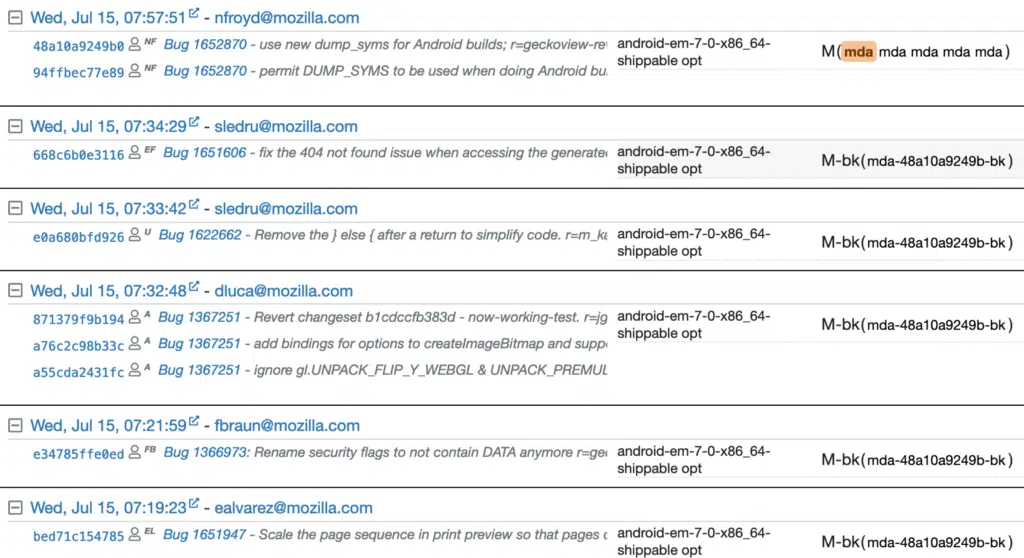 Wed, Jul 15, 07:57:51 - nfroyd@mozilla.com
48a10a9249b0 NF Bug 1652870 - use new dump_syms for Android builds; r=geckoview-re
android-em-7-0-x86_64-shippable opt
M(mda mda mda mda mda)
94ffbec77e89 NF Bug 1652870 - permit DUMP_SYMS to be used when doing Android bu
Wed, Jul 15, 07:34:29 - sledru@mozilla.com
668c6b0e3116 EF Bug 1651606 - fix the 404 not found issue when accessing the generate
android-em-7-0-x86_64-shippable opt
M-bk(mda-48a10a9249b-bk)
Wed, Jul 15, 07:33:42 - sledru@mozilla.com
e0a680bfd926 U Bug 1622662 - Remove the } else { after a return to simplify code. r=m_ka
android-em-7-0-x86_64-shippable opt
M-bk(mda-48a10a9249b-bk)
Wed, Jul 15, 07:32:48 - dluca@mozilla.com
871379f9b194 A Bug 1367251 - Revert changeset b1cdccfb383d - now-working-test. r=jg
android-em-7-0-x86_64-shippable opt
M-bk(mda-48a10a9249b-bk)
a76c2c98b33c A Bug 1367251 - add bindings for options to createImageBitmap and supp
a55cda2431fc A Bug 1367251 - ignore gl.UNPACK_FLIP_Y_WEBGL & UNPACK_PREMUL
Wed, Jul 15, 07:21:59 - fbraun@mozilla.com
e34785ffe0ed FB Bug 1366973: Rename security flags to not contain DATA anymore r=ge
android-em-7-0-x86_64-shippable opt
M-bk(mda-48a10a9249b-bk)
Wed, Jul 15, 07:19:23 - ealvarez@mozilla.com
bed71c154785 EL Bug 1651947 - Scale the page sequence in print preview so that pages
android-em-7-0-x86_64-shippable opt
M-bk(mda-48a10a9249b-bk)